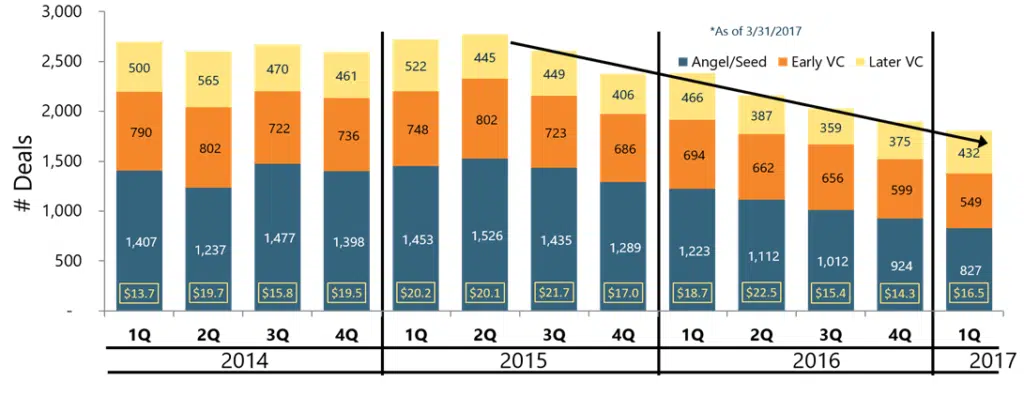 3,000
*As of 3/31/2017
Angel/Seed Early VC Later VC
2,500
2,000
1,500
1,000
500
-
# Deals
500 565 470 461 522 445 449 406 466 387 359 375 432
790 802 722 736 748 802 723 686 694 662 656 599 549
1,407 1,237 1,477 1,398 1,453 1,526 1,435 1,289 1,223 1,112 1,012 924 827
$13.7 $19.7 $15.8 $19.5 $20.2 $20.1 $21.7 $17.0 $18.7 $22.5 $15.4 $14.3 $16.5
1Q 2Q 3Q 4Q 1Q 2Q 3Q 4Q 1Q 2Q 3Q 4Q 1Q
2014 2015 2016 2017